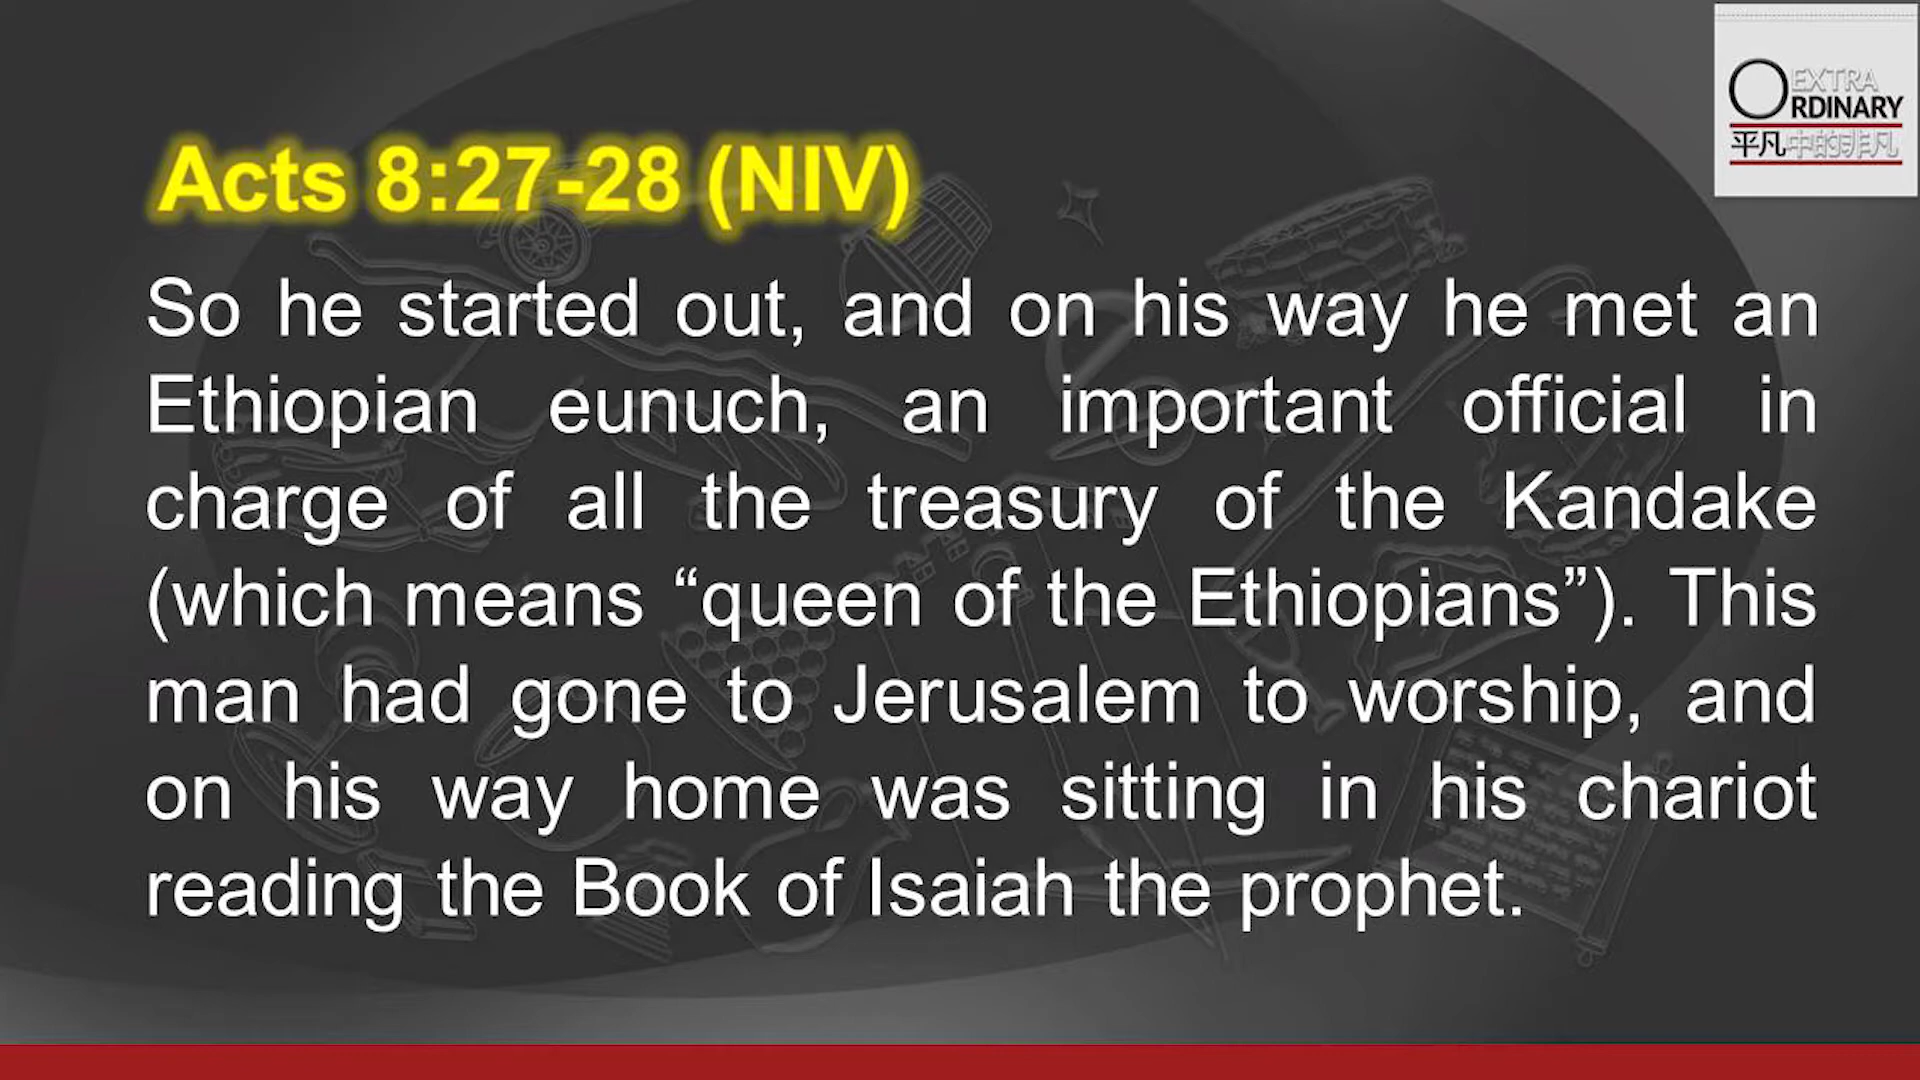 EXTRA
ORDINARY
平凡中的非凡
Acts 8:27-28 (NIV)
So he started out, and on his way he met an
Ethiopian eunuch, an important official in
charge of all the treasury of the Kandake
(which means “queen of the Ethiopians”). This
man had gone to Jerusalem to worship, and
on his way home was sitting in his chariot
reading the Book of Isaiah the prophet.